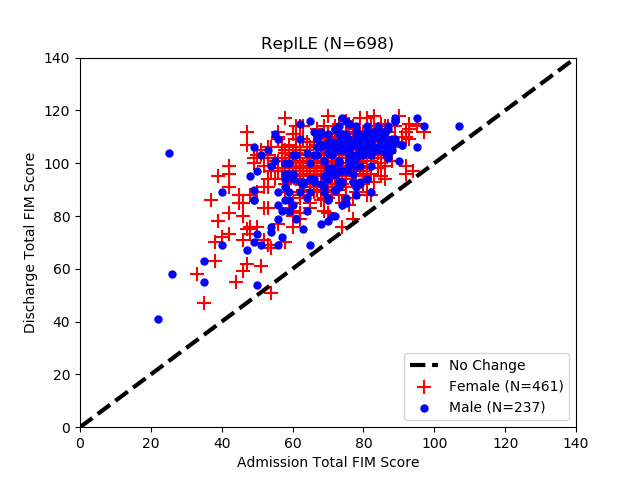 ReplLE (N=698)
Discharge Total FIM Score
140
120
100
80
60
40
20
0
No Change
Female (N=461)
Male (N=237)
0 20 40 60 80 100 120 140
Admission Total FIM Score